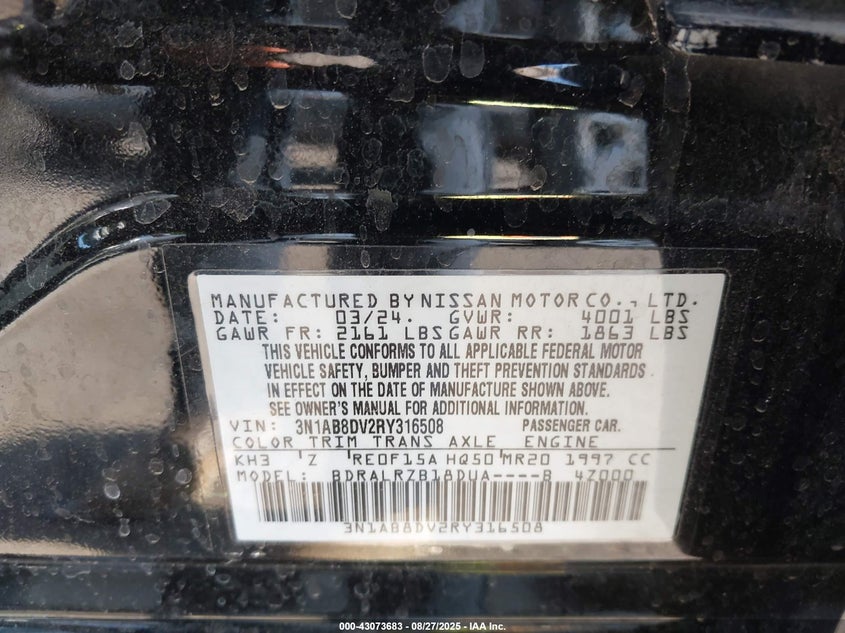 MANUFACTURED BY NISSAN MOTOR CO., LTD.
DATE: 03/24. GVWR: 4001 LBS
GAWR FR: 2161 LBS GAWR RR: 1863 LBS
THIS VEHICLE CONFORMS TO ALL APPLICABLE FEDERAL MOTOR
VEHICLE SAFETY, BUMPER AND THEFT PREVENTION STANDARDS
IN EFFECT ON THE DATE OF MANUFACTURE SHOWN ABOVE.
SEE OWNER'S MANUAL FOR ADDITIONAL INFORMATION.
VIN: 3N1AB8DV2RY316508 PASSENGER CAR.
COLOR TRIM TRANS AXLE ENGINE
KH3 Z RE0F15A HQ50 MR20 1997 CC
MODEL: BDRALRZB18DUA----B 4Z000
3N1AB8DV2RY316508
000-43073683 - 08/27/2025 - IAA Inc.